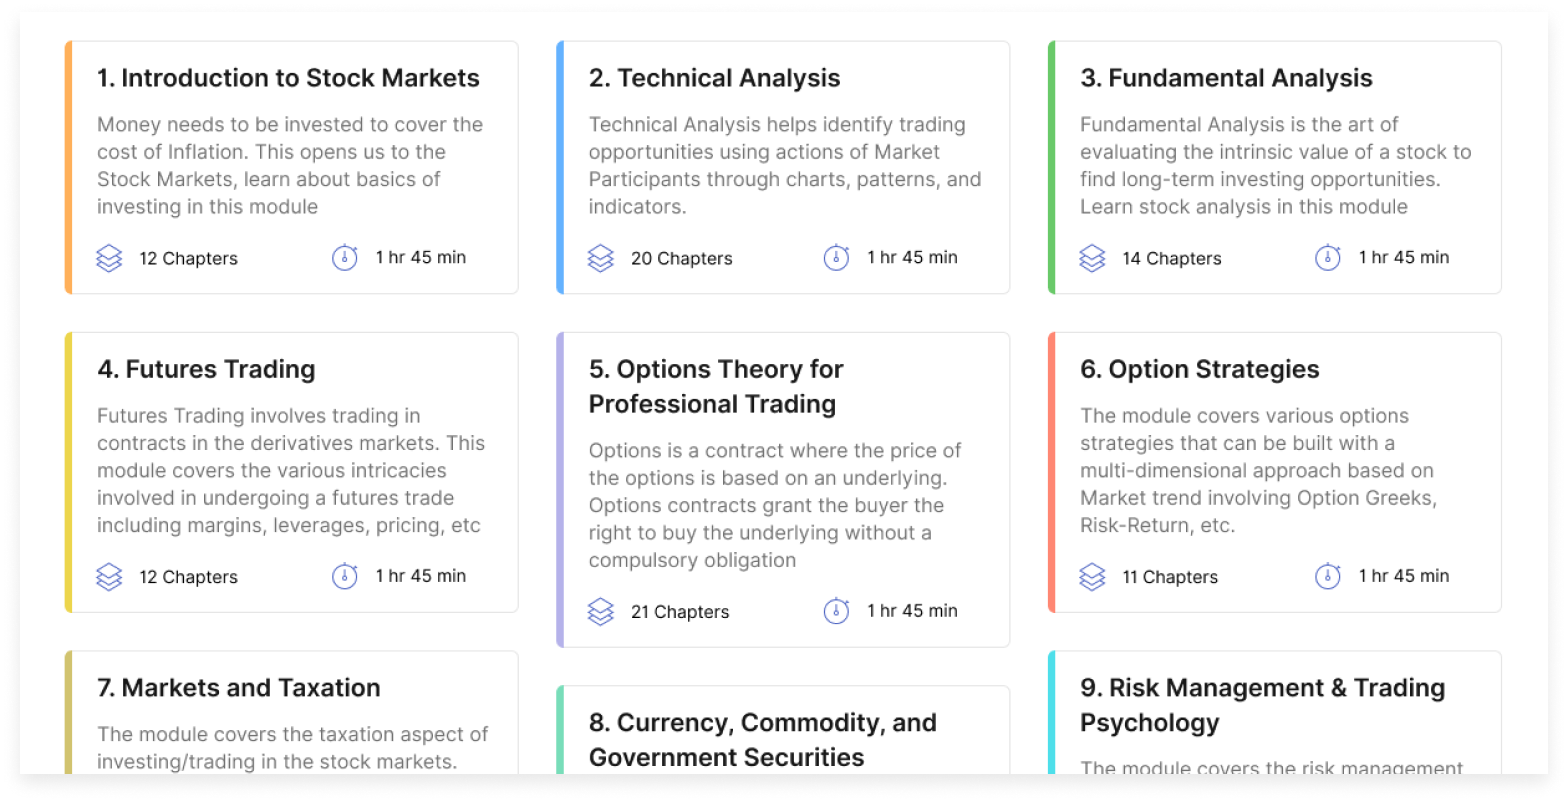 1. Introduction to Stock Markets
Money needs to be invested to cover the
cost of Inflation. This opens us to the
Stock Markets, learn about basics of
investing in this module
12 Chapters
1 hr 45 min
2. Technical Analysis
Technical Analysis helps identify trading
opportunities using actions of Market
Participants through charts, patterns, and
indicators.
20 Chapters
1 hr 45 min
3. Fundamental Analysis
Fundamental Analysis is the art of
evaluating the intrinsic value of a stock to
find long-term investing opportunities.
Learn stock analysis in this module
14 Chapters
1 hr 45 min
4. Futures Trading
Futures Trading involves trading in
contracts in the derivatives markets. This
module covers the various intricacies
involved in undergoing a futures trade
including margins, leverages, pricing, etc
12 Chapters
1 hr 45 min
5. Options Theory for
Professional Trading
Options is a contract where the price of
the options is based on an underlying.
Options contracts grant the buyer the
right to buy the underlying without a
compulsory obligation
21 Chapters
1 hr 45 min
6. Option Strategies
The module covers various options
strategies that can be built with a
multi-dimensional approach based on
Market trend involving Option Greeks,
Risk-Return, etc.
11 Chapters
1 hr 45 min
7. Markets and Taxation
The module covers the taxation aspect of
investing/trading in the stock markets.
8. Currency, Commodity, and
Government Securities
9. Risk Management & Trading
Psychology
The module covers the risk management